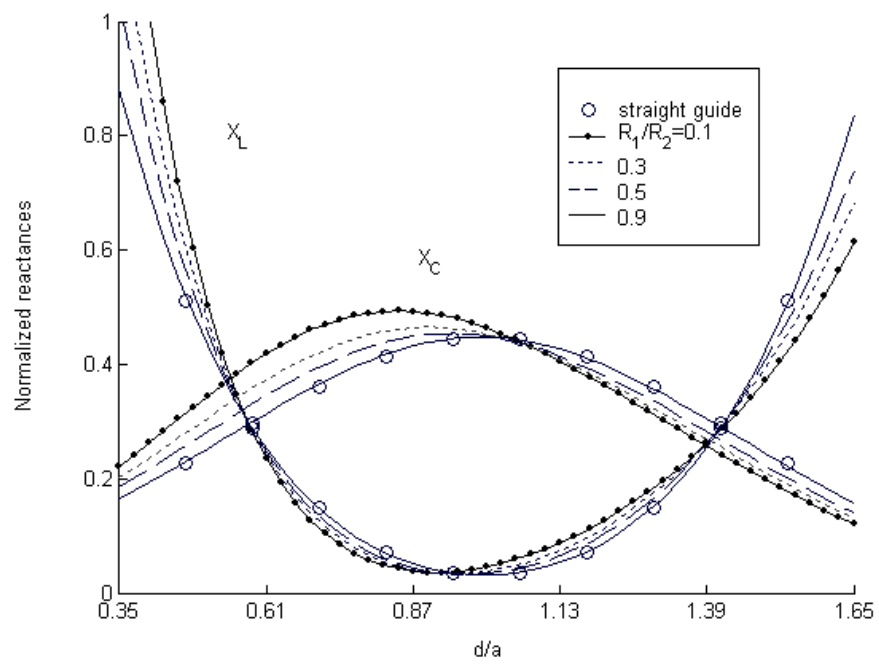 1
0.8
0.6
0.4
0.2
0
Normalized reactances
X_L
X_C
straight guide
R_1/R_2=0.1
0.3
0.5
0.9
0.35 0.61 0.87 1.13 1.39 1.65
d/a